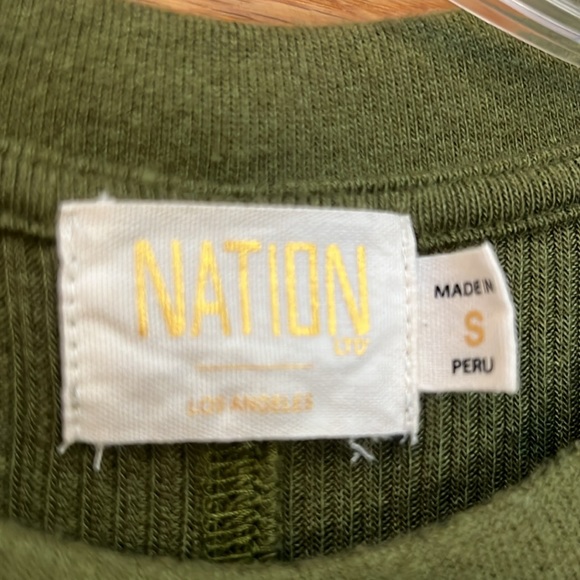 NATION
LTD
LOS ANGELES
MADE IN
S
PERU